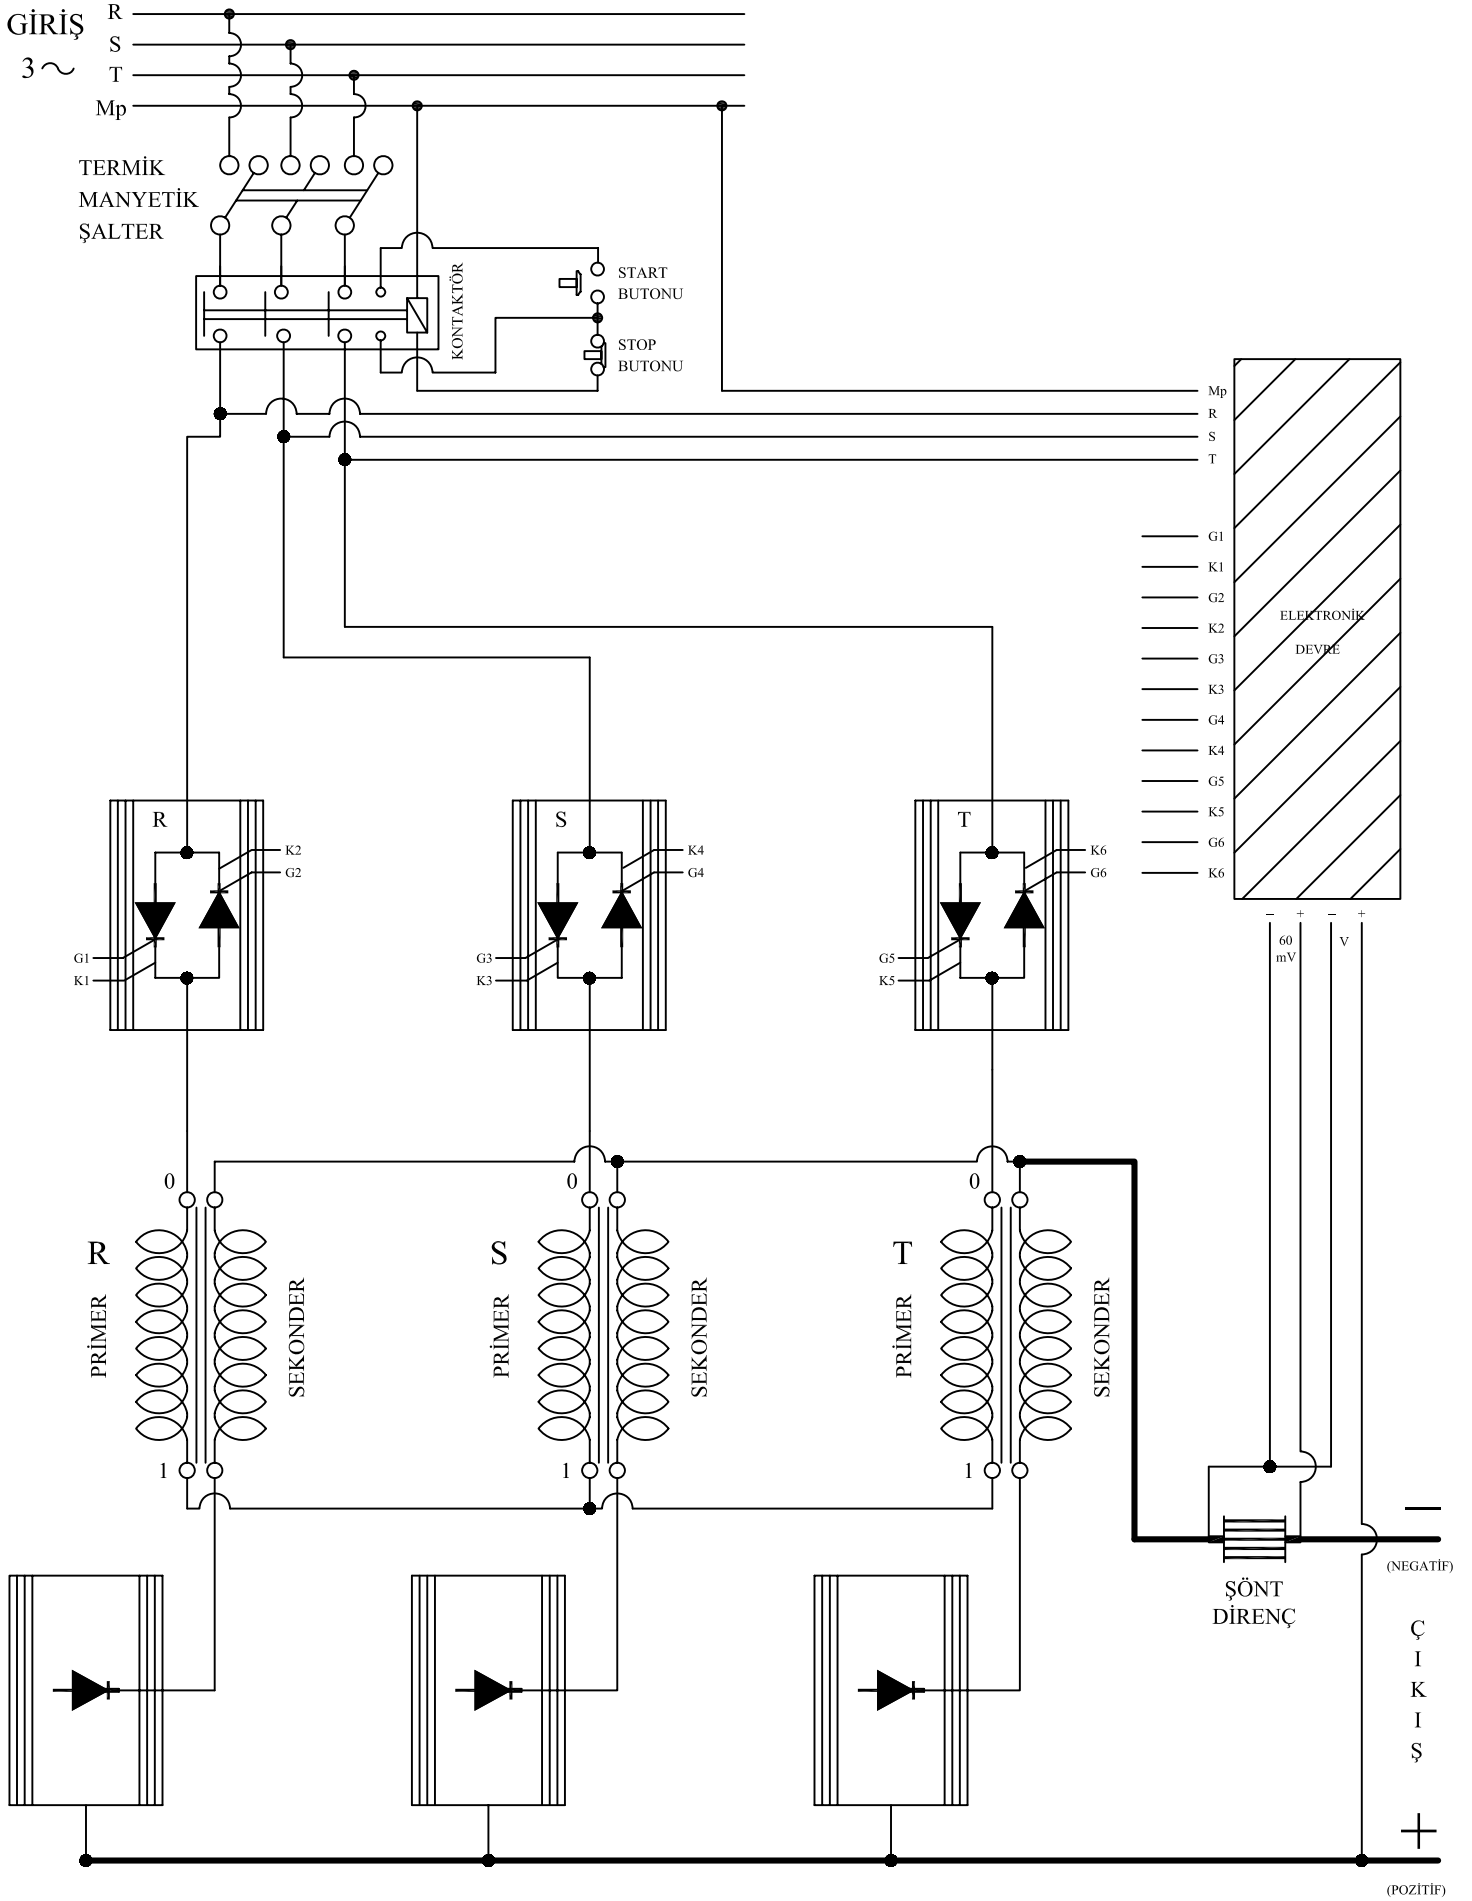 GİRİŞ
3
R
S
T
Mp
TERMİK
MANYETİK
ŞALTER
KONTAKTÖR
START
BUTONU
STOP
BUTONU
Mp
R
S
T
G1
K1
G2
K2
G3
K3
G4
K4
G5
K5
G6
K6
ELEKTRONİK
DEVRE
– + – +
60
mV
V
R
K2
G2
G1
K1
S
K4
G4
G3
K3
T
K6
G6
G5
K5
0
R
PRİMER
SEKONDER
1
0
S
PRİMER
SEKONDER
1
0
T
PRİMER
SEKONDER
1
ŞÖNT
DİRENÇ
–
(NEGATİF)
Ç
I
K
I
Ş
+
(POZİTİF)